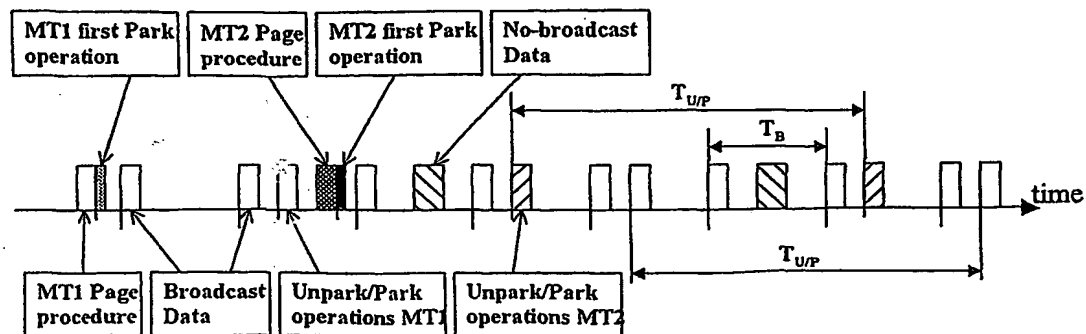 MT1 first Park
operation
MT2 Page
procedure
MT2 first Park
operation
No-broadcast
Data
T_U/P
T_B
time
T_U/P
MT1 Page
procedure
Broadcast
Data
Unpark/Park
operations MT1
Unpark/Park
operations MT2